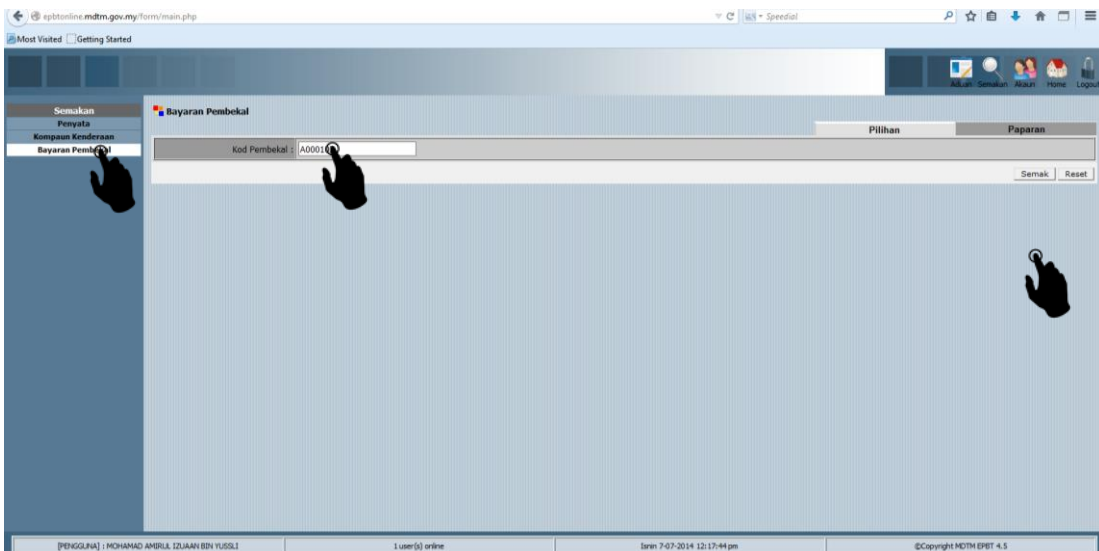 epbtonline.mdtm.gov.my/form/main.php
Speedial
Most Visited Getting Started
Aduan Semakan Akaun Home Logout
Semakan
Penyata
Kompaun Kenderaan
Bayaran Pembekal
Bayaran Pembekal
Pilihan Paparan
Kod Pembekal :
Semak Reset
[PENGGUNA] : MOHAMAD AMIRUL IZUAAN BIN YUSSLI
1 user(s) online
Isnin 7-07-2014 12:17:44 pm
©Copyright MDTM EPBT 4.5